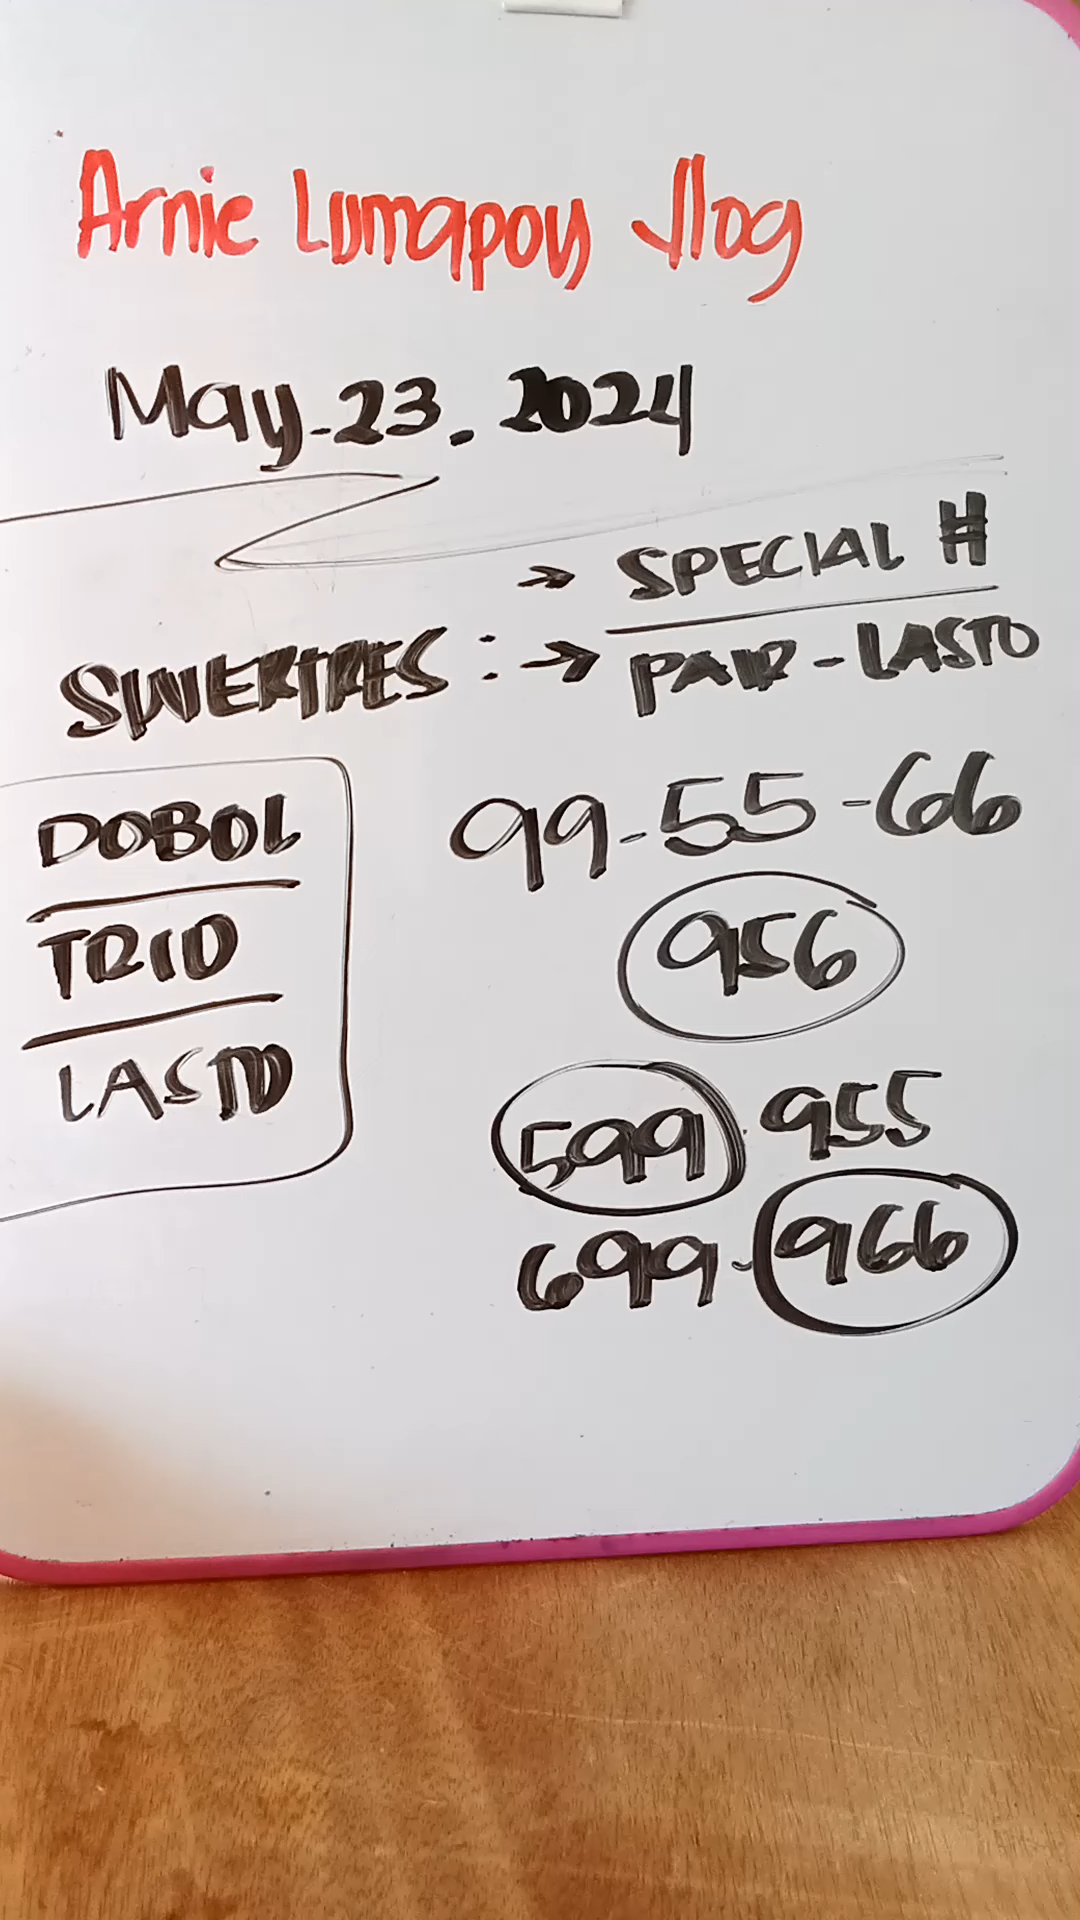 Arnie Lumapoy Vlog
May-23.2024
→ SPECIAL #
SWERTRES : → PAIR - LASTO
DOBOL
TRIO
LASTO
99-55-66
956
599. 955
699-966